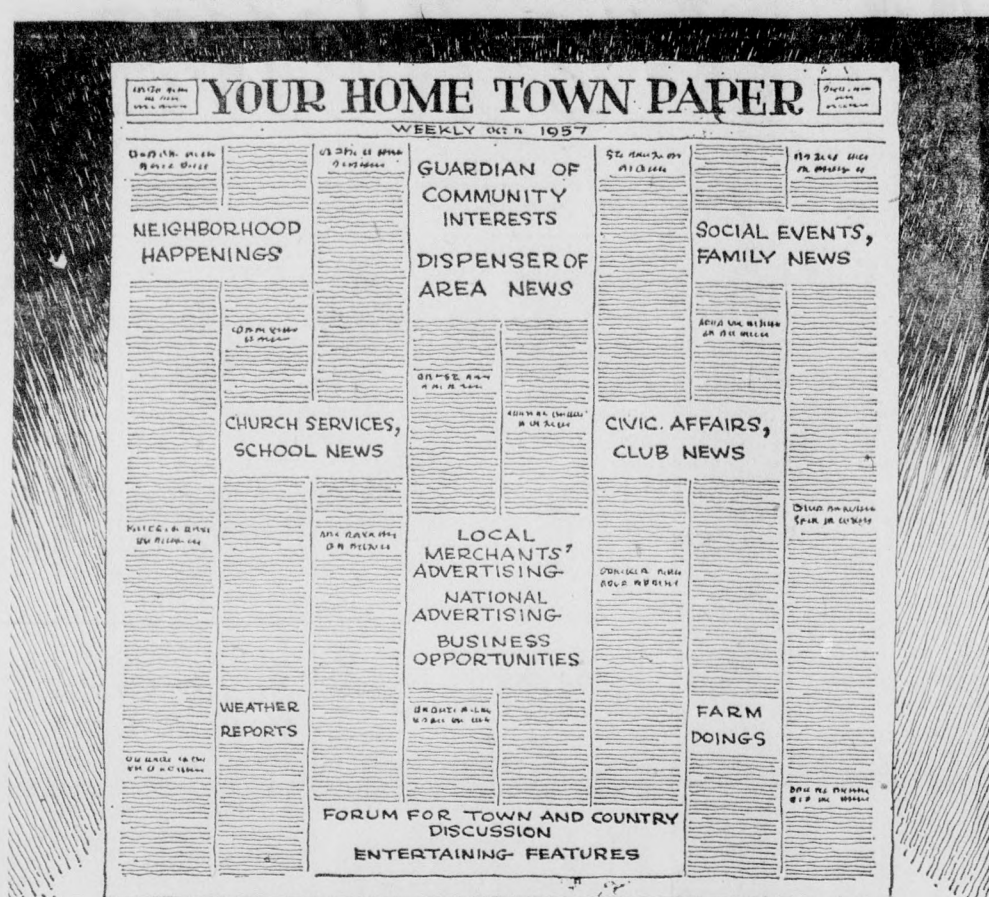 YOUR HOME TOWN PAPER
WEEKLY OCT 1957
NEIGHBORHOOD
HAPPENINGS
GUARDIAN OF
COMMUNITY
INTERESTS
DISPENSER OF
AREA NEWS
SOCIAL EVENTS,
FAMILY NEWS
CHURCH SERVICES,
SCHOOL NEWS
CIVIC. AFFAIRS,
CLUB NEWS
LOCAL
MERCHANTS'
ADVERTISING
NATIONAL
ADVERTISING
BUSINESS
OPPORTUNITIES
WEATHER
REPORTS
FARM
DOINGS
FORUM FOR TOWN AND COUNTRY
DISCUSSION
ENTERTAINING FEATURES